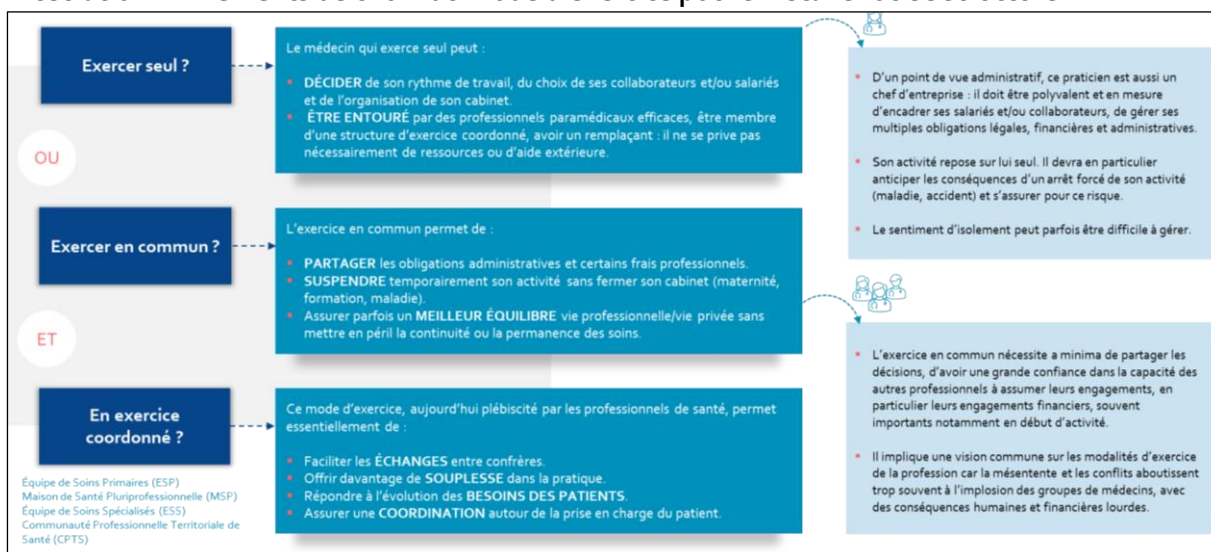 Exercer seul ?
Le médecin qui exerce seul peut :
▪ DÉCIDER de son rythme de travail, du choix de ses collaborateurs et/ou salariés
et de l'organisation de son cabinet.
▪ ÊTRE ENTOURÉ par des professionnels paramédicaux efficaces, être membre
d'une structure d'exercice coordonné, avoir un remplaçant : il ne se prive pas
nécessairement de ressources ou d'aide extérieure.
▪ D'un point de vue administratif, ce praticien est aussi un
chef d'entreprise : il doit être polyvalent et en mesure
d'encadrer ses salariés et/ou collaborateurs, de gérer ses
multiples obligations légales, financières et administratives.
▪ Son activité repose sur lui seul. Il devra en particulier
anticiper les conséquences d'un arrêt forcé de son activité
(maladie, accident) et s'assurer pour ce risque.
▪ Le sentiment d'isolement peut parfois être difficile à gérer.
OU
Exercer en commun ?
L'exercice en commun permet de :
▪ PARTAGER les obligations administratives et certains frais professionnels.
▪ SUSPENDRE temporairement son activité sans fermer son cabinet (maternité,
formation, maladie).
▪ Assurer parfois un MEILLEUR ÉQUILIBRE vie professionnelle/vie privée sans
mettre en péril la continuité ou la permanence des soins.
▪ L'exercice en commun nécessite a minima de partager les
décisions, d'avoir une grande confiance dans la capacité des
autres professionnels à assumer leurs engagements, en
particulier leurs engagements financiers, souvent
importants notamment en début d'activité.
▪ Il implique une vision commune sur les modalités d'exercice
de la profession car la mésentente et les conflits aboutissent
trop souvent à l'implosion des groupes de médecins, avec
des conséquences humaines et financières lourdes.
ET
En exercice
coordonné ?
Ce mode d'exercice, aujourd'hui plébiscité par les professionnels de santé, permet
essentiellement de :
▪ Faciliter les ÉCHANGES entre confrères.
▪ Offrir davantage de SOUPLESSE dans la pratique.
▪ Répondre à l'évolution des BESOINS DES PATIENTS.
▪ Assurer une COORDINATION autour de la prise en charge du patient.
Équipe de Soins Primaires (ESP)
Maison de Santé Pluriprofessionnelle (MSP)
Équipe de Soins Spécialisés (ESS)
Communauté Professionnelle Territoriale de
Santé (CPTS)